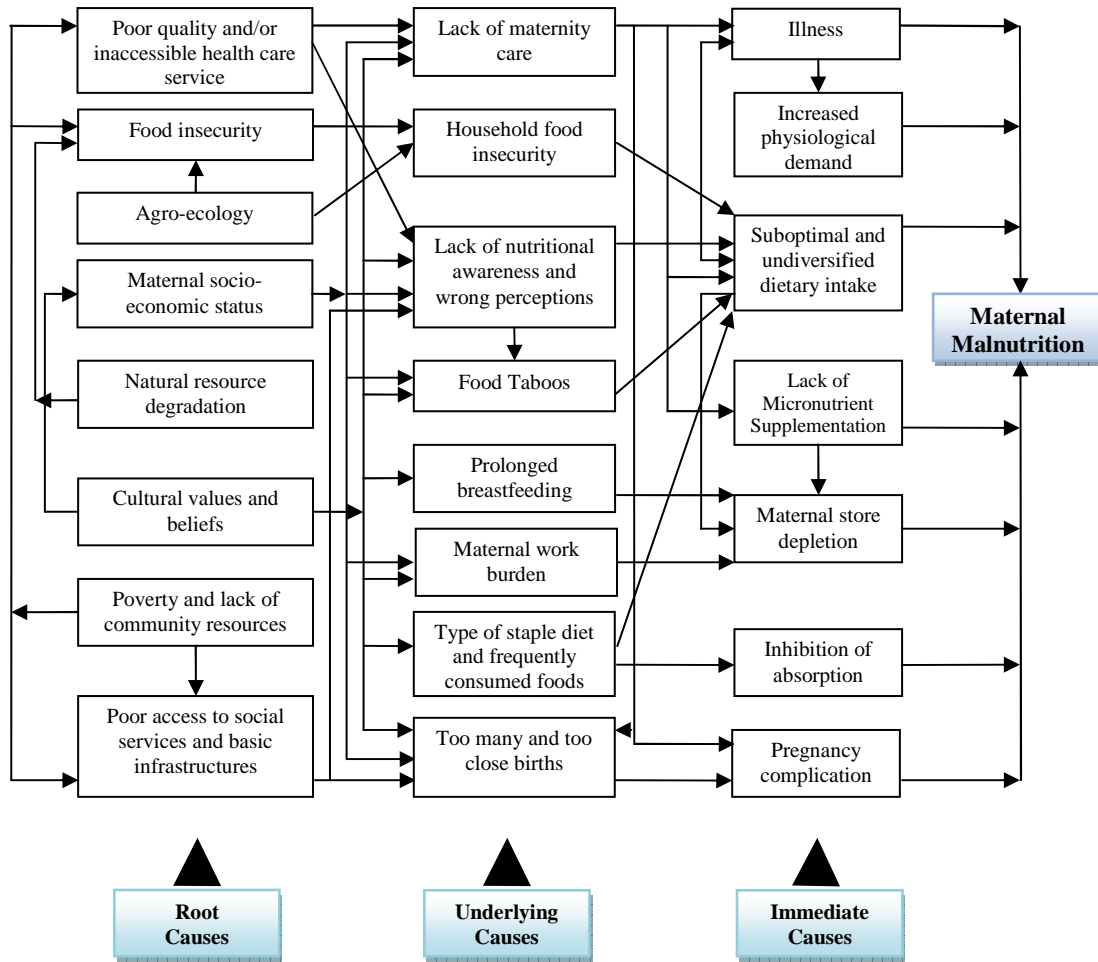 Poor quality and/or
inaccessible health care
service
Food insecurity
Agro-ecology
Maternal socio-
economic status
Natural resource
degradation
Cultural values and
beliefs
Poverty and lack of
community resources
Poor access to social
services and basic
infrastructures
Lack of maternity
care
Household food
insecurity
Lack of nutritional
awareness and
wrong perceptions
Food Taboos
Prolonged
breastfeeding
Maternal work
burden
Type of staple diet
and frequently
consumed foods
Too many and too
close births
Illness
Increased
physiological
demand
Suboptimal and
undiversified
dietary intake
Lack of
Micronutrient
Supplementation
Maternal store
depletion
Inhibition of
absorption
Pregnancy
complication
Maternal
Malnutrition
Root
Causes
Underlying
Causes
Immediate
Causes